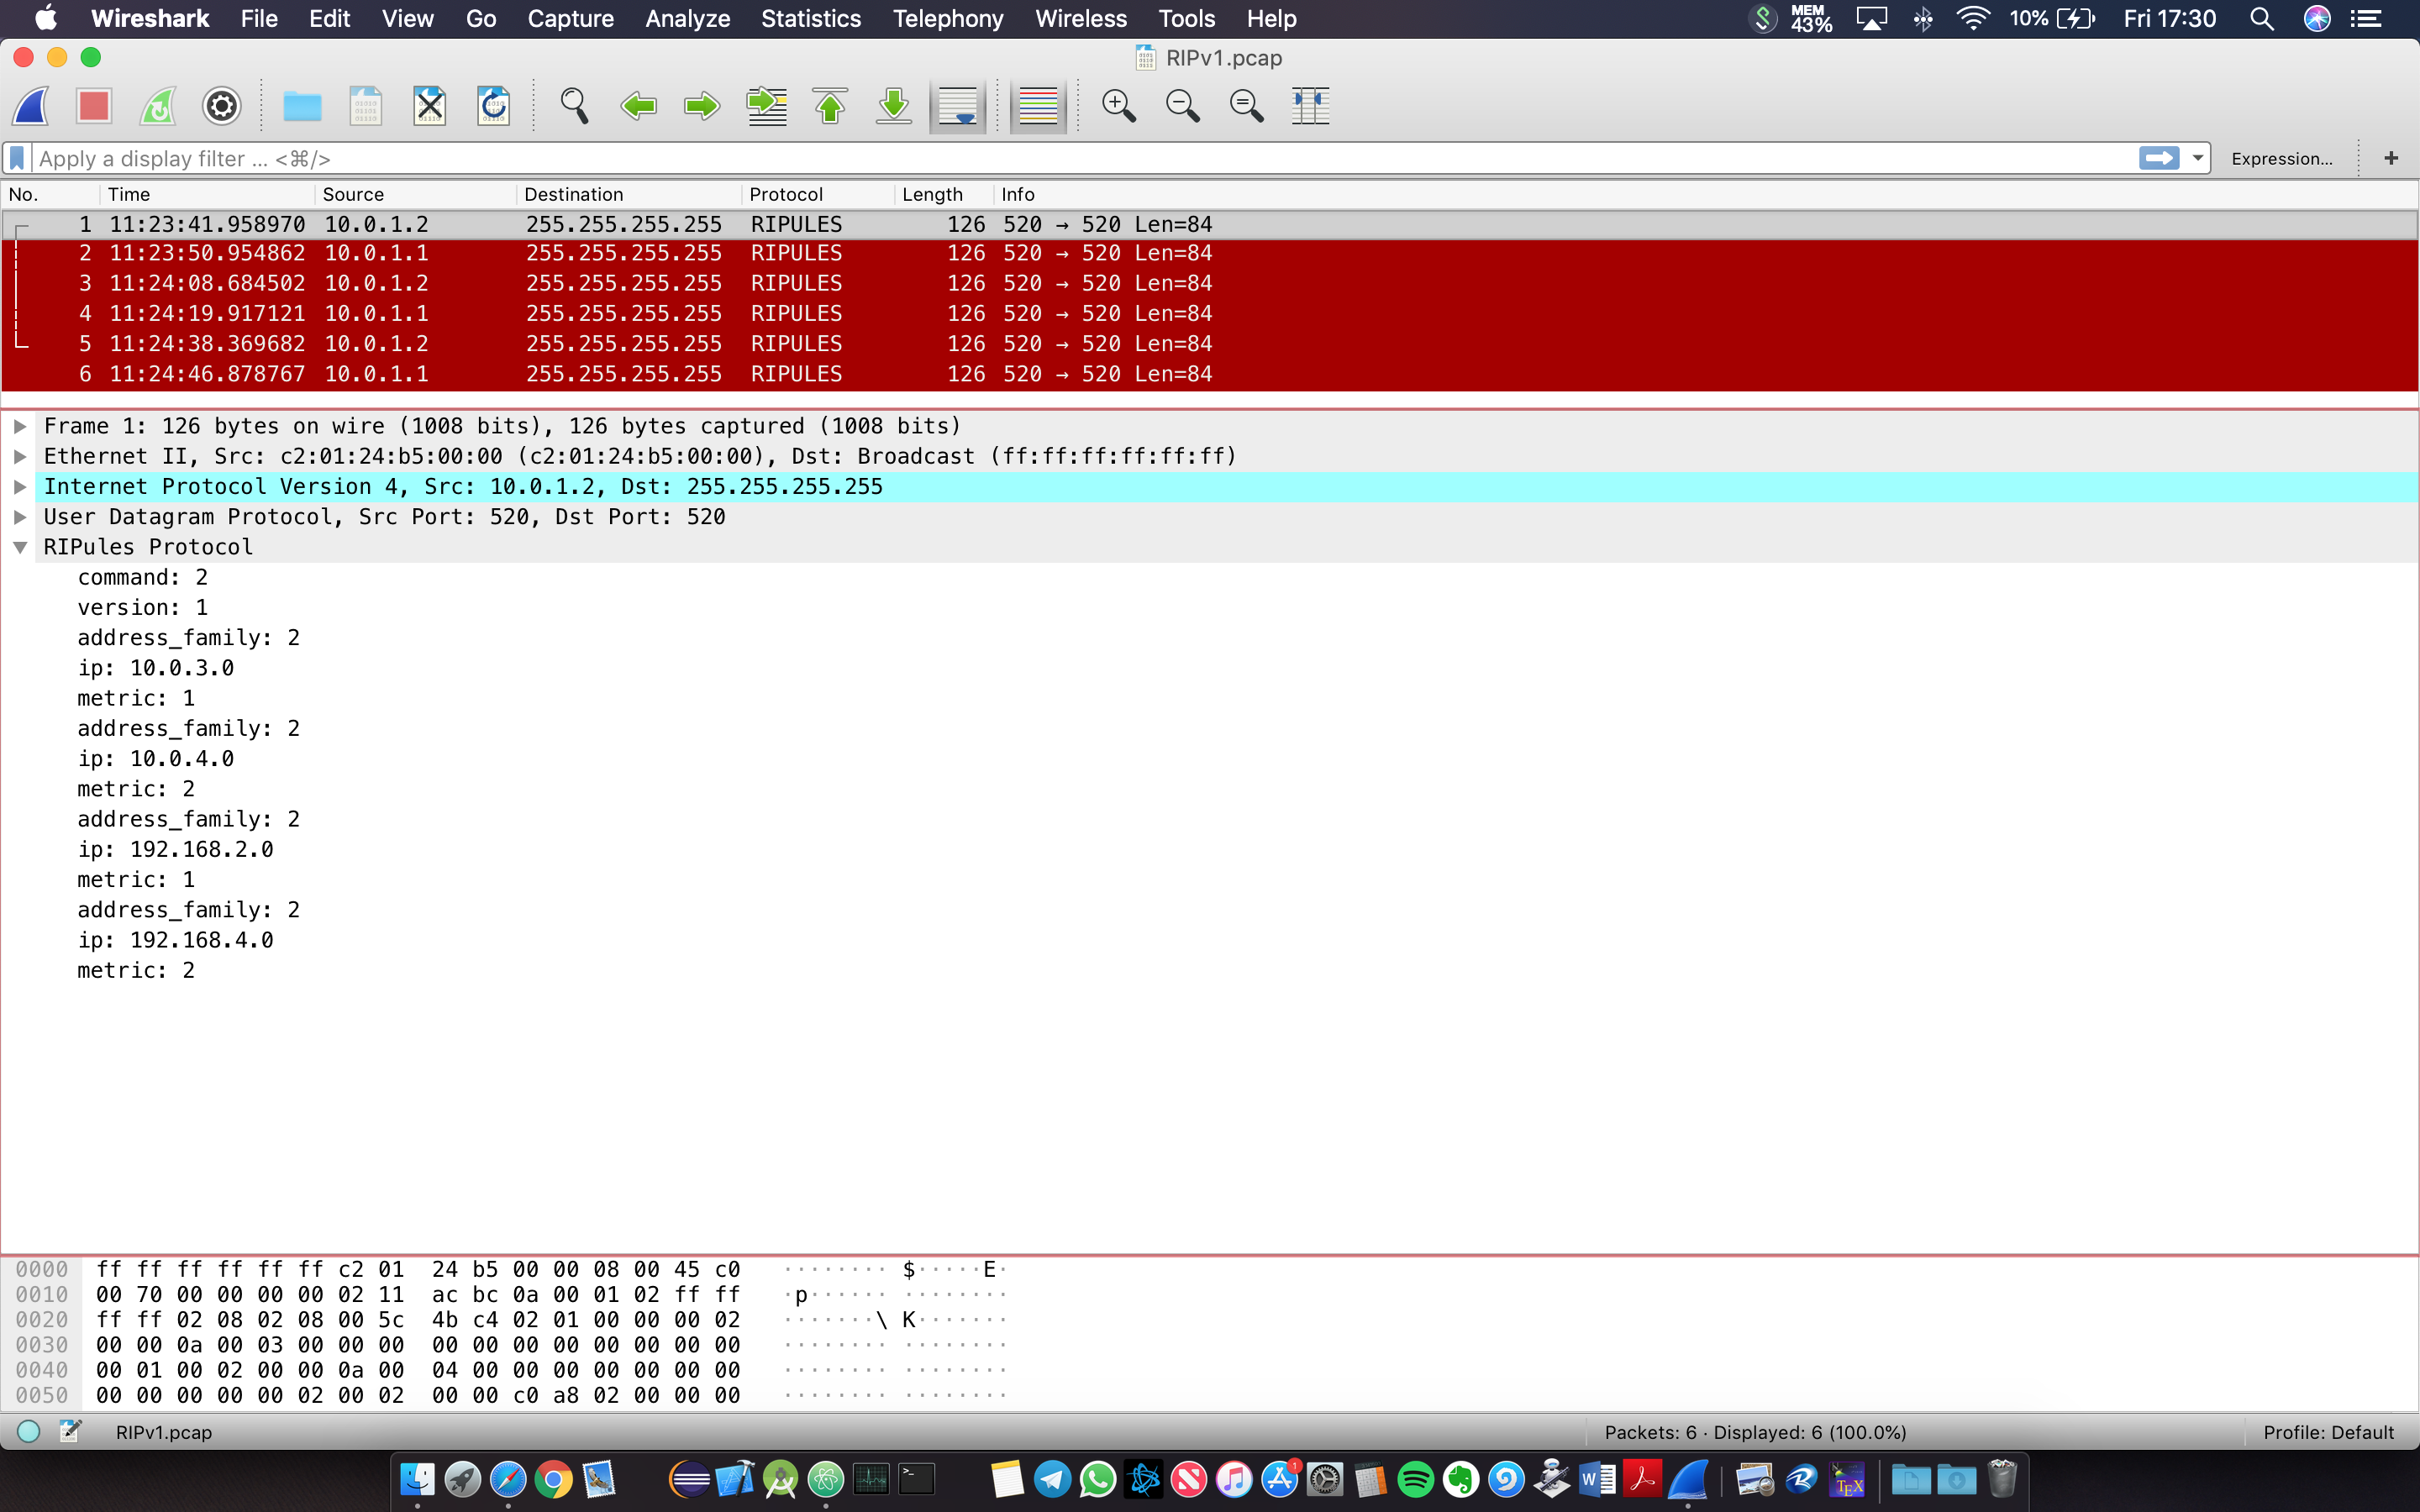 Wireshark File Edit View Go Capture Analyze Statistics Telephony Wireless Tools Help MEM 43% 10% Fri 17:30
RIPv1.pcap
Apply a display filter ... <⌘/> Expression... +
No. Time Source Destination Protocol Length Info
1 11:23:41.958970 10.0.1.2 255.255.255.255 RIPULES 126 520 → 520 Len=84
2 11:23:50.954862 10.0.1.1 255.255.255.255 RIPULES 126 520 → 520 Len=84
3 11:24:08.684502 10.0.1.2 255.255.255.255 RIPULES 126 520 → 520 Len=84
4 11:24:19.917121 10.0.1.1 255.255.255.255 RIPULES 126 520 → 520 Len=84
5 11:24:38.369682 10.0.1.2 255.255.255.255 RIPULES 126 520 → 520 Len=84
6 11:24:46.878767 10.0.1.1 255.255.255.255 RIPULES 126 520 → 520 Len=84
Frame 1: 126 bytes on wire (1008 bits), 126 bytes captured (1008 bits)
Ethernet II, Src: c2:01:24:b5:00:00 (c2:01:24:b5:00:00), Dst: Broadcast (ff:ff:ff:ff:ff:ff)
Internet Protocol Version 4, Src: 10.0.1.2, Dst: 255.255.255.255
User Datagram Protocol, Src Port: 520, Dst Port: 520
RIPules Protocol
command: 2
version: 1
address_family: 2
ip: 10.0.3.0
metric: 1
address_family: 2
ip: 10.0.4.0
metric: 2
address_family: 2
ip: 192.168.2.0
metric: 1
address_family: 2
ip: 192.168.4.0
metric: 2
0000 ff ff ff ff ff ff c2 01 24 b5 00 00 08 00 45 c0 ········ $·····E·
0010 00 70 00 00 00 00 02 11 ac bc 0a 00 01 02 ff ff ·p······ ········
0020 ff ff 02 08 02 08 00 5c 4b c4 02 01 00 00 00 02 ·······\ K·······
0030 00 00 0a 00 03 00 00 00 00 00 00 00 00 00 00 00 ········ ········
0040 00 01 00 02 00 00 0a 00 04 00 00 00 00 00 00 00 ········ ········
0050 00 00 00 00 00 02 00 02 00 00 c0 a8 02 00 00 00 ········ ········
RIPv1.pcap Packets: 6 · Displayed: 6 (100.0%) Profile: Default